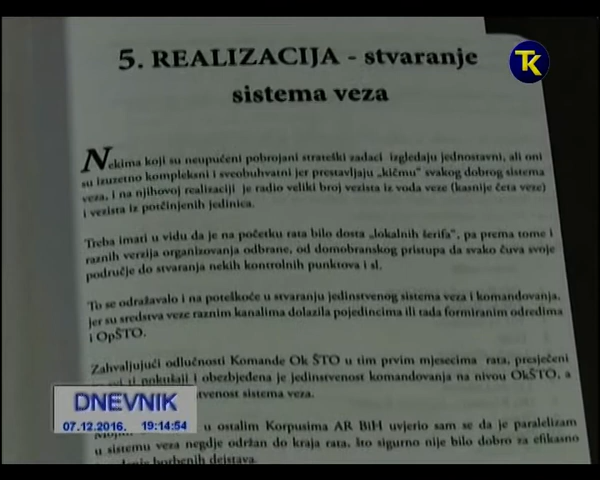 5. REALIZACIJA - stvaranje
sistema veza
TK
Nekima koji su neupućeni pobrojani strateški zadaci izgledaju jednostavni, ali oni
su izuzetno kompleksni i sveobuhvatni jer prestavljaju „kičmu" svakog dobrog sistema
veza, i na njihovoj realizaciji je radio veliki broj vezista iz voda veze (kasnije četa veze)
i vezista iz potčinjenih jedinica.
Treba imati u vidu da je na početku rata bilo dosta „lokalnih šerifa", pa prema tome i
raznih verzija organizovanja odbrane, od domobranskog pristupa da svako čuva svoje
područje do stvaranja nekih kontrolnih punktova i sl.
To se odražavalo i na poteškoće u stvaranju jedinstvenog sistema veza i komandovanja,
jer su sredstva veze raznim kanalima dolazila pojedincima ili tada formiranim odredima
i OpŠTO.
Zahvaljujući odlučnosti Komande Ok ŠTO u tim prvim mjesecima rata, presječeni
ti pokušaji i obezbjeđena je jedinstvenost komandovanja na nivou OkŠTO, a
sistema veza.
u ostalim Korpusima AR BiH uvjerio sam se da je paralelizam
u sistemu veza negdje održan do kraja rata, što sigurno nije bilo dobro za efikasno
borbenih dejstava.
DNEVNIK
07.12.2016. 19:14:54